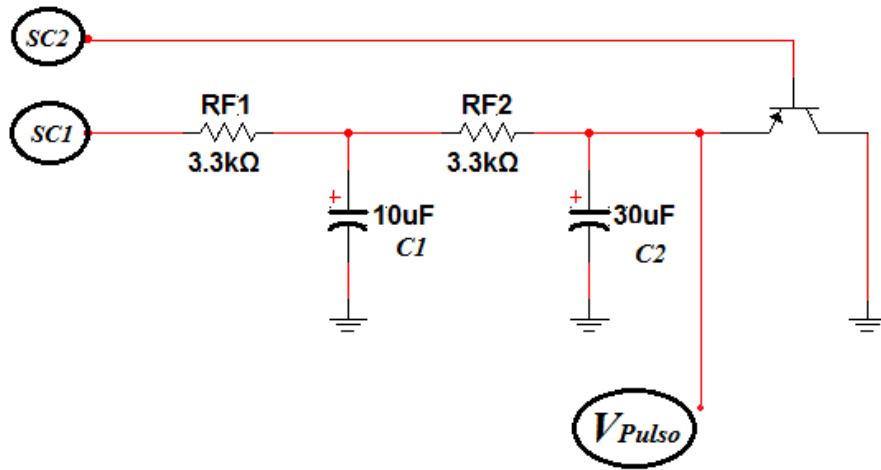 SC2
SC1
RF1
3.3kΩ
RF2
3.3kΩ
+
10uF
C1
+
30uF
C2
VPulso